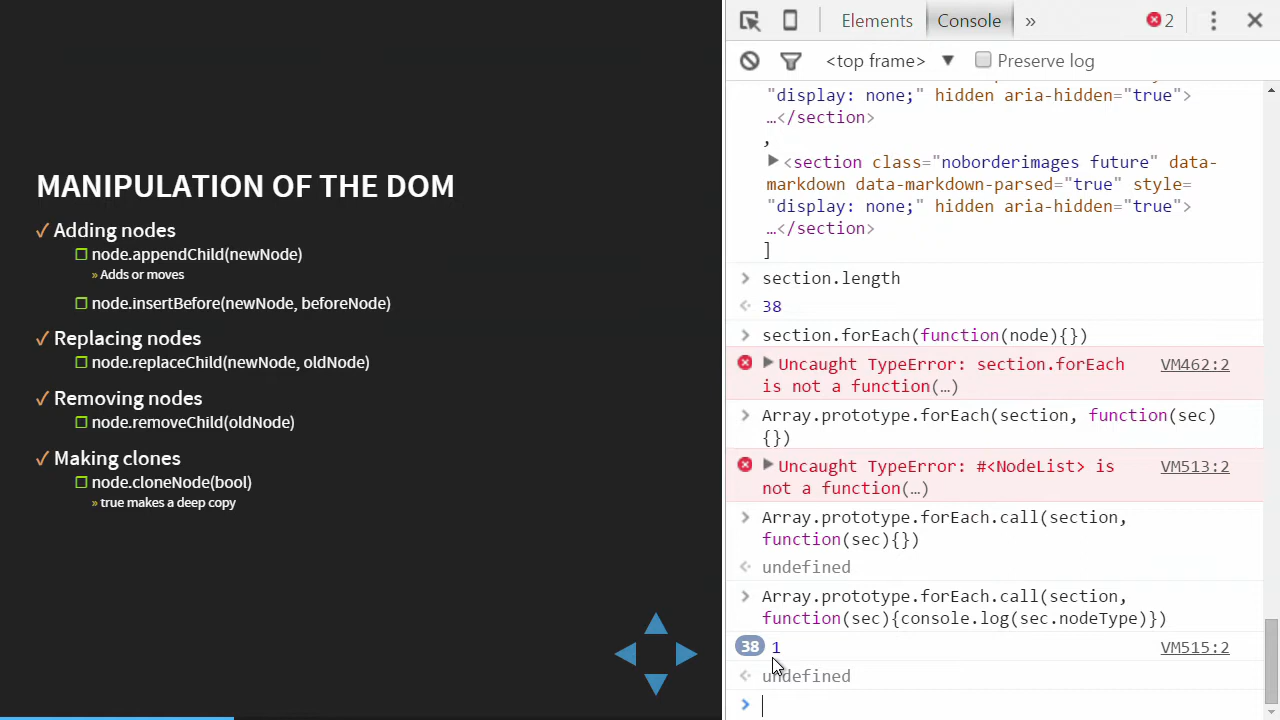 MANIPULATION OF THE DOM
✓ Adding nodes
node.appendChild(newNode)
» Adds or moves
node.insertBefore(newNode, beforeNode)
✓ Replacing nodes
node.replaceChild(newNode, oldNode)
✓ Removing nodes
node.removeChild(oldNode)
✓ Making clones
node.cloneNode(bool)
» true makes a deep copy
Elements Console » 2
<top frame> ▼ Preserve log
"display: none;" hidden aria-hidden="true">
…</section>
,
<section class="noborderimages future" data-
markdown data-markdown-parsed="true" style=
"display: none;" hidden aria-hidden="true">
…</section>
]
section.length
38
section.forEach(function(node){})
Uncaught TypeError: section.forEach VM462:2
is not a function(…)
Array.prototype.forEach(section, function(sec)
{})
Uncaught TypeError: #<NodeList> is VM513:2
not a function(…)
Array.prototype.forEach.call(section,
function(sec){})
undefined
Array.prototype.forEach.call(section,
function(sec){console.log(sec.nodeType)})
38 1 VM515:2
undefined